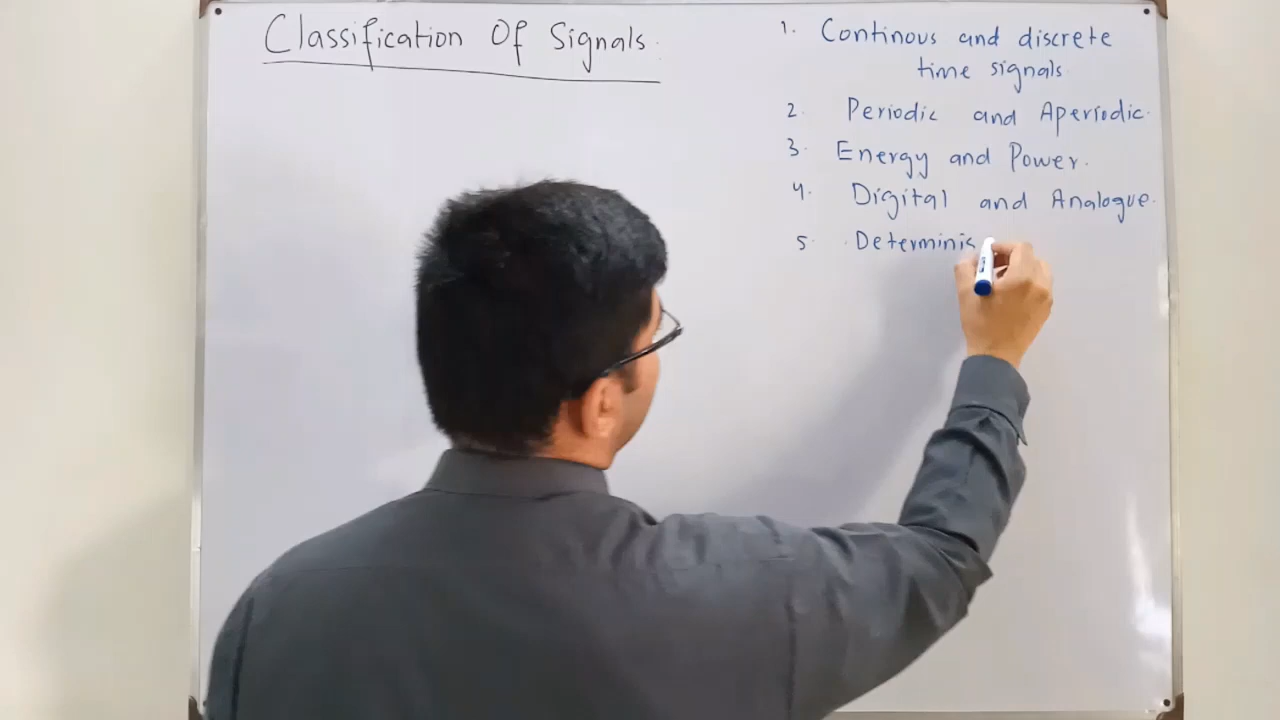 Classification Of Signals.
1. Continous and discrete
time signals.
2. Periodic and Aperiodic.
3. Energy and Power.
4. Digital and Analogue.
5. Determinis